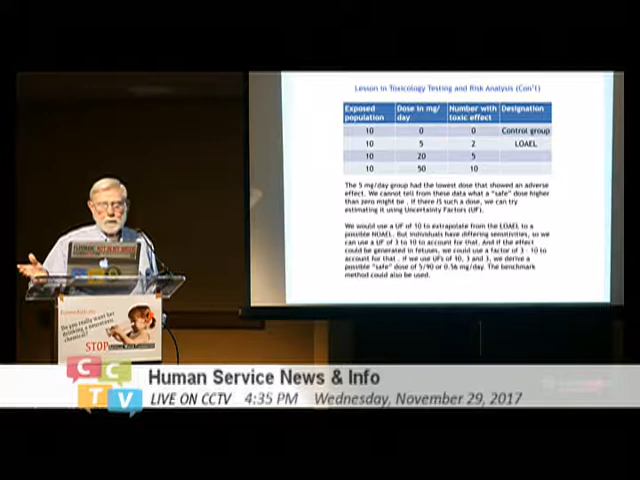 Lesson in Toxicology Testing and Risk Analysis (Con't)
Exposed population
Dose in mg/day
Number with toxic effect
Designation
10 0 0 Control group
10 5 2 LOAEL
10 20 5
10 50 10
The 5 mg/day group had the lowest dose that showed an adverse
effect. We cannot tell from these data what a "safe" dose higher
than zero might be . If there is such a dose, we can try
estimating it using Uncertainty Factors (UF).
We would use a UF of 10 to extrapolate from the LOAEL to a
possible NOAEL. But individuals have differing sensitivities, so we
can use a UF of 3 to 10 to account for that. And if the effect
could be generated in fetuses, we could use a factor of 3 - 10 to
account for that . If we use UFs of 10, 3 and 3, we derive a
possible "safe" dose of 5/90 or 0.56 mg/day. The benchmark
method could also be used.
Do you really want her
drinking a neurotoxic
chemical?
STOP
CCTV
Human Service News & Info
LIVE ON CCTV 4:35 PM Wednesday, November 29, 2017